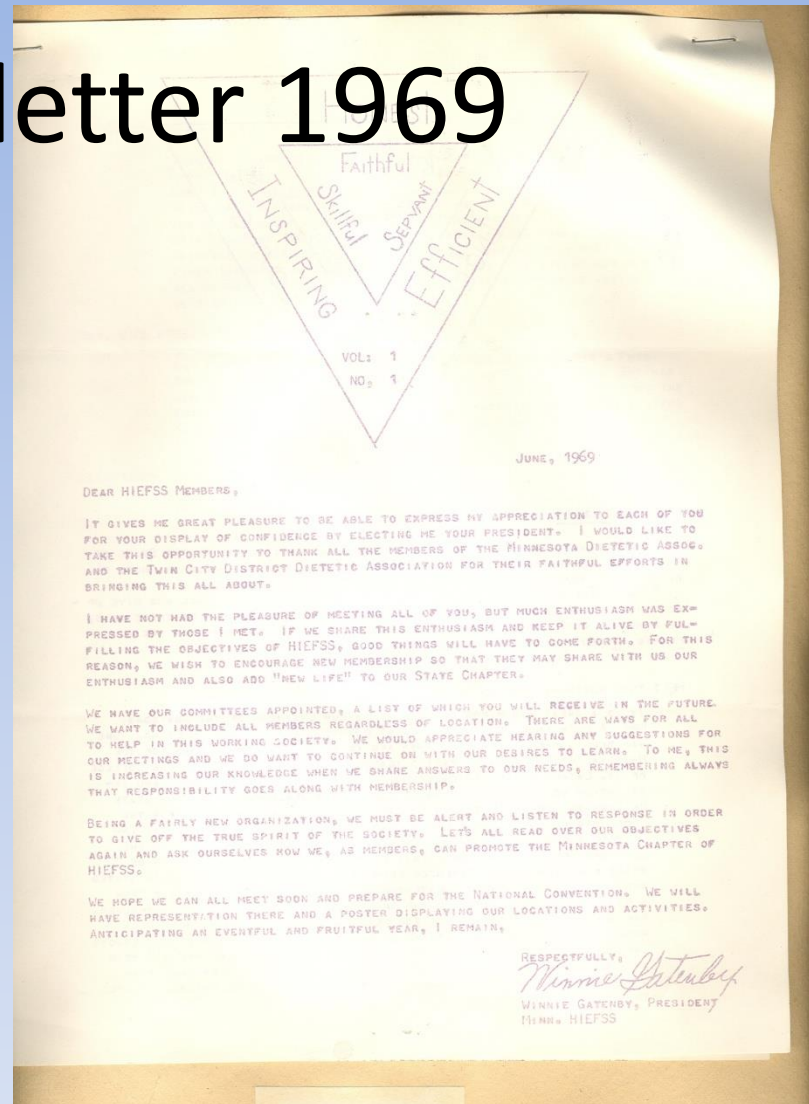 letter 1969
Honest
Faithful
Skillful
Servant
Inspiring
Efficient
VOL: 1
NO. 1
JUNE, 1969
DEAR HIEFSS MEMBERS,
IT GIVES ME GREAT PLEASURE TO BE ABLE TO EXPRESS MY APPRECIATION TO EACH OF YOU
FOR YOUR DISPLAY OF CONFIDENCE BY ELECTING ME YOUR PRESIDENT. I WOULD LIKE TO
TAKE THIS OPPORTUNITY TO THANK ALL THE MEMBERS OF THE MINNESOTA DIETETIC ASSOC.
AND THE TWIN CITY DISTRICT DIETETIC ASSOCIATION FOR THEIR FAITHFUL EFFORTS IN
BRINGING THIS ALL ABOUT.
I HAVE NOT HAD THE PLEASURE OF MEETING ALL OF YOU, BUT MUCH ENTHUSIASM WAS EX-
PRESSED BY THOSE I MET. IF WE SHARE THIS ENTHUSIASM AND KEEP IT ALIVE BY FUL-
FILLING THE OBJECTIVES OF HIEFSS, GOOD THINGS WILL HAVE TO COME FORTH. FOR THIS
REASON, WE WISH TO ENCOURAGE NEW MEMBERSHIP SO THAT THEY MAY SHARE WITH US OUR
ENTHUSIASM AND ALSO ADD "NEW LIFE" TO OUR STATE CHAPTER.
WE HAVE OUR COMMITTEES APPOINTED, A LIST OF WHICH YOU WILL RECEIVE IN THE FUTURE.
WE WANT TO INCLUDE ALL MEMBERS REGARDLESS OF LOCATION. THERE ARE WAYS FOR ALL
TO HELP IN THIS WORKING SOCIETY. WE WOULD APPRECIATE HEARING ANY SUGGESTIONS FOR
OUR MEETINGS AND WE DO WANT TO CONTINUE ON WITH OUR DESIRES TO LEARN. TO ME, THIS
IS INCREASING OUR KNOWLEDGE WHEN WE SHARE ANSWERS TO OUR NEEDS, REMEMBERING ALWAYS
THAT RESPONSIBILITY GOES ALONG WITH MEMBERSHIP.
BEING A FAIRLY NEW ORGANIZATION, WE MUST BE ALERT AND LISTEN TO RESPONSE IN ORDER
TO GIVE OFF THE TRUE SPIRIT OF THE SOCIETY. LET'S ALL READ OVER OUR OBJECTIVES
AGAIN AND ASK OURSELVES HOW WE, AS MEMBERS, CAN PROMOTE THE MINNESOTA CHAPTER OF
HIEFSS.
WE HOPE WE CAN ALL MEET SOON AND PREPARE FOR THE NATIONAL CONVENTION. WE WILL
HAVE REPRESENTATION THERE AND A POSTER DISPLAYING OUR LOCATIONS AND ACTIVITIES.
ANTICIPATING AN EVENTFUL AND FRUITFUL YEAR, I REMAIN,
RESPECTFULLY,
Winnie Gatenby
WINNIE GATENBY, PRESIDENT
MINN. HIEFSS